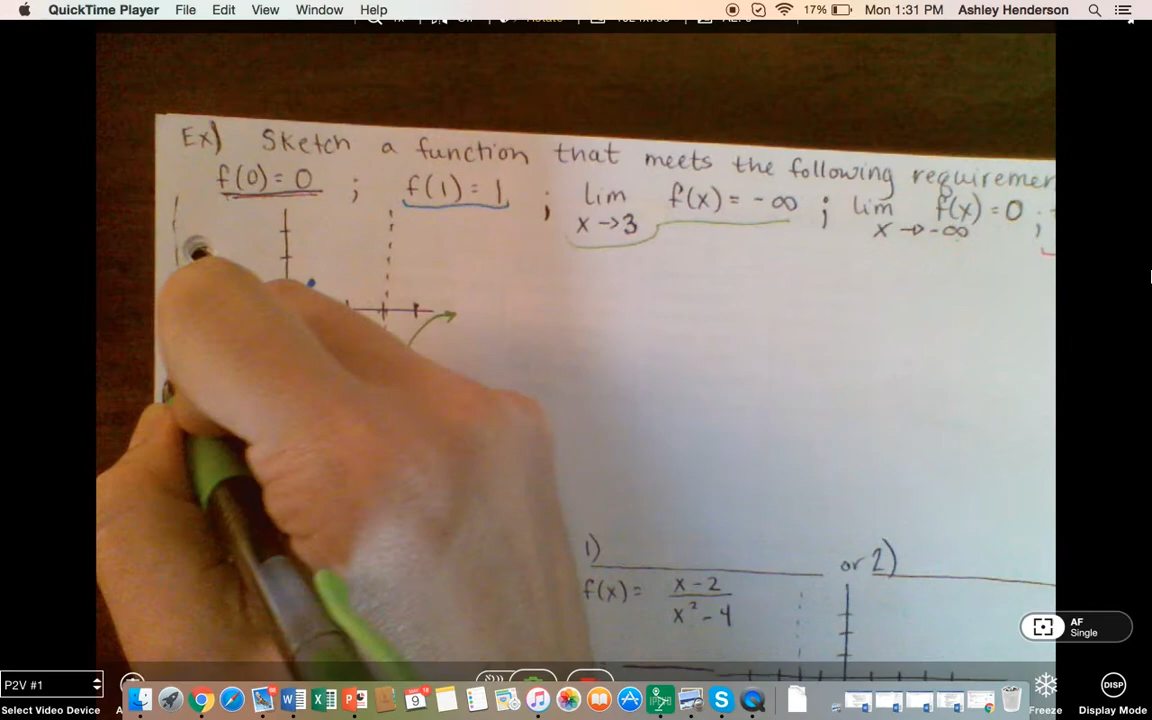 QuickTime Player File Edit View Window Help 17% Mon 1:31 PM Ashley Henderson
Ex) Sketch a function that meets the following
f(0) = 0 ; f(1) = 1 ; lim x→3 f(x) = -∞ ; lim x→-∞ f(x) = 0 ;
1) or 2)
f(x) = x-2 / x²-4
AF
Single
P2V #1
Select Video Device
Freeze
DISP
Display Mode